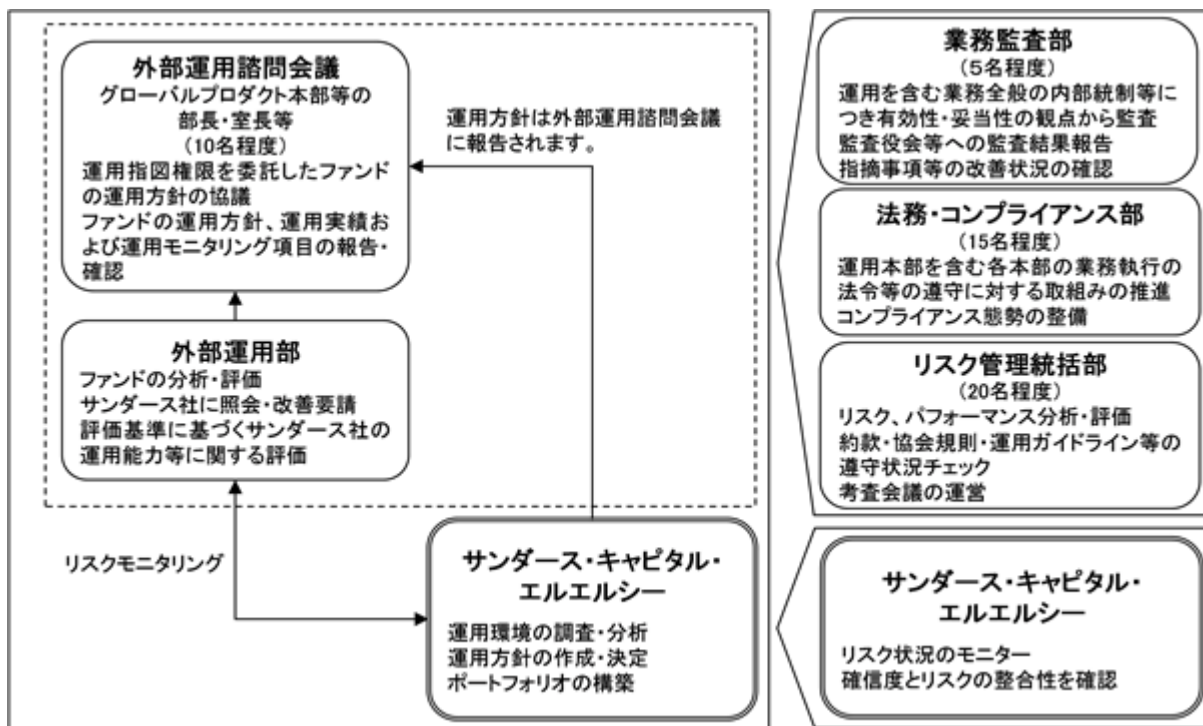 外部運用諮問会議
グローバルプロダクト本部等の
部長・室長等
(10名程度)
運用指図権限を委託したファンド
の運用方針の協議
ファンドの運用方針、運用実績お
よび運用モニタリング項目の報告・
確認
運用方針は外部運用諮問会議
に報告されます。
外部運用部
ファンドの分析・評価
サンダース社に照会・改善要請
評価基準に基づくサンダース社の
運用能力等に関する評価
リスクモニタリング
サンダース・キャピタル・
エルエルシー
運用環境の調査・分析
運用方針の作成・決定
ポートフォリオの構築
業務監査部
(5名程度)
運用を含む業務全般の内部統制等に
つき有効性・妥当性の観点から監査
監査役会等への監査結果報告
指摘事項等の改善状況の確認
法務・コンプライアンス部
(15名程度)
運用本部を含む各本部の業務執行の
法令等の遵守に対する取組みの推進
コンプライアンス態勢の整備
リスク管理統括部
(20名程度)
リスク、パフォーマンス分析・評価
約款・協会規則・運用ガイドライン等の
遵守状況チェック
考査会議の運営
サンダース・キャピタル・
エルエルシー
リスク状況のモニター
確信度とリスクの整合性を確認